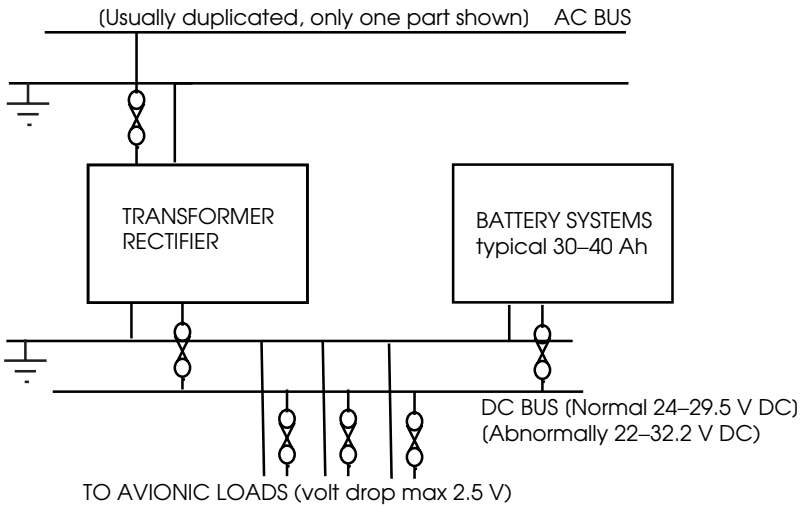 (Usually duplicated, only one part shown) AC BUS
TRANSFORMER
RECTIFIER
BATTERY SYSTEMS
typical 30–40 Ah
DC BUS (Normal 24–29.5 V DC)
(Abnormally 22–32.2 V DC)
TO AVIONIC LOADS (volt drop max 2.5 V)